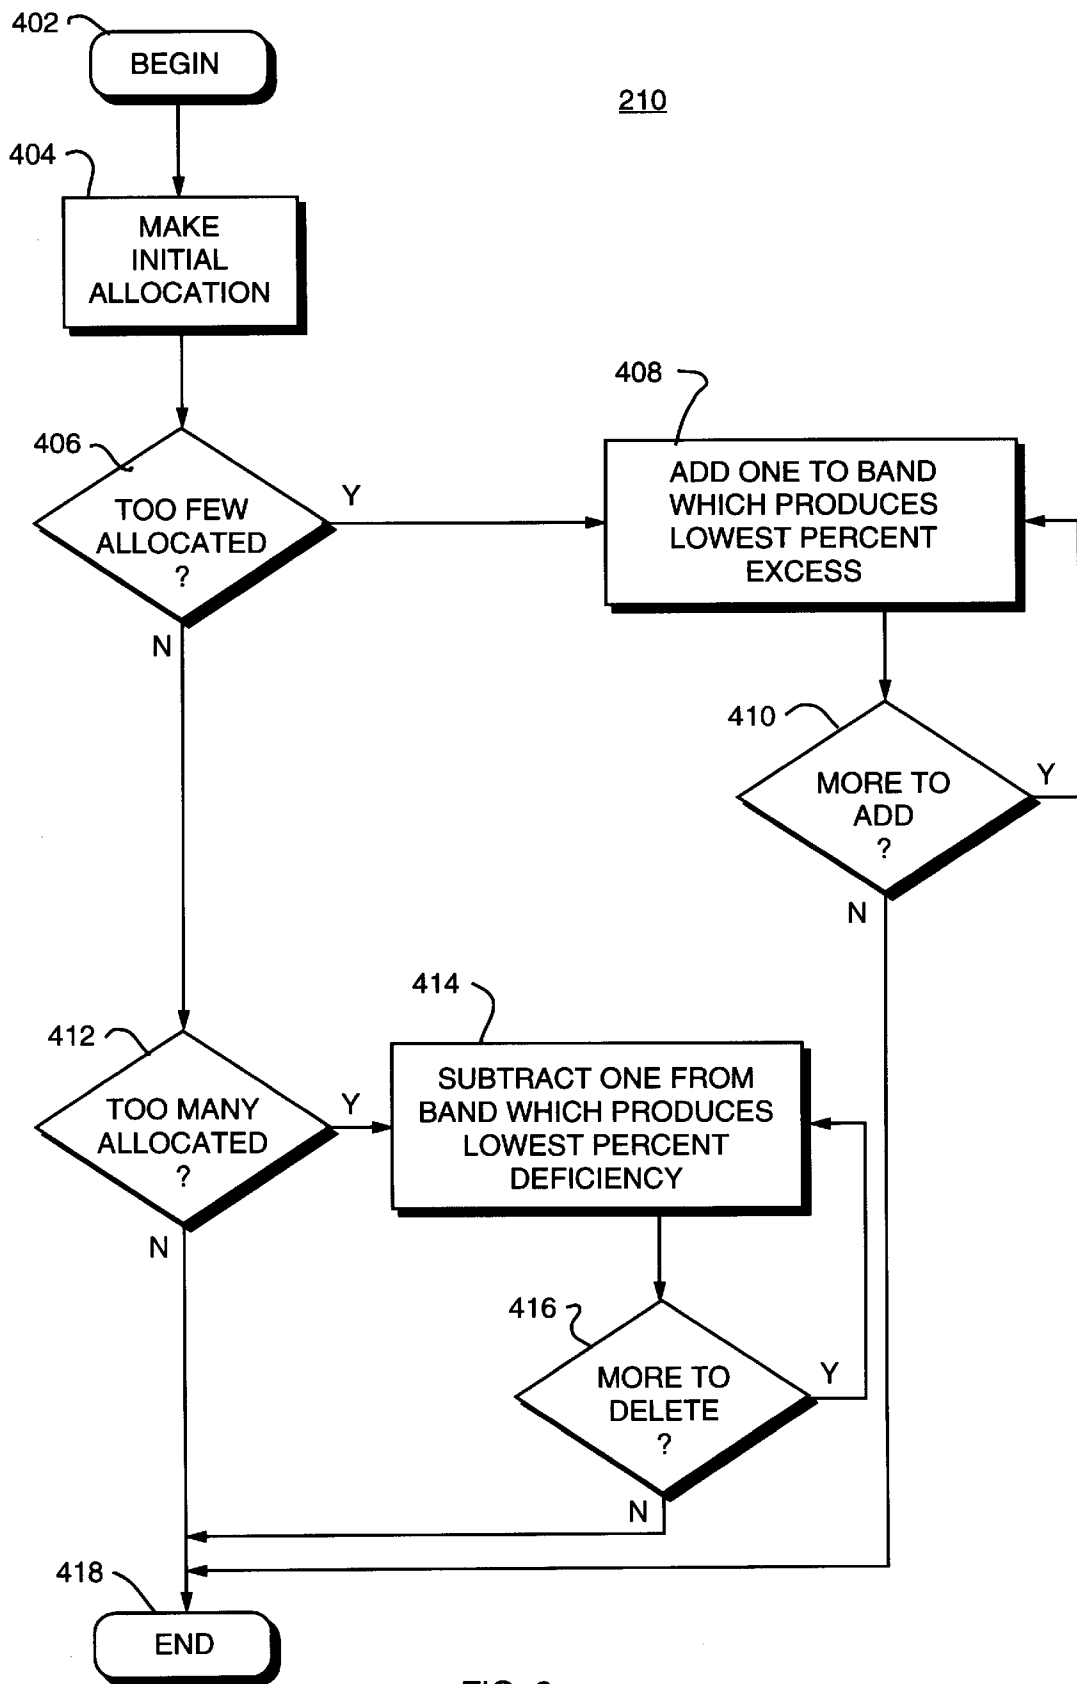 402
BEGIN
210
404
MAKE
INITIAL
ALLOCATION
408
406
TOO FEW
ALLOCATED
?
Y
N
ADD ONE TO BAND
WHICH PRODUCES
LOWEST PERCENT
EXCESS
410
MORE TO
ADD
?
Y
N
414
412
TOO MANY
ALLOCATED
?
Y
N
SUBTRACT ONE FROM
BAND WHICH PRODUCES
LOWEST PERCENT
DEFICIENCY
416
MORE TO
DELETE
?
Y
N
418
END